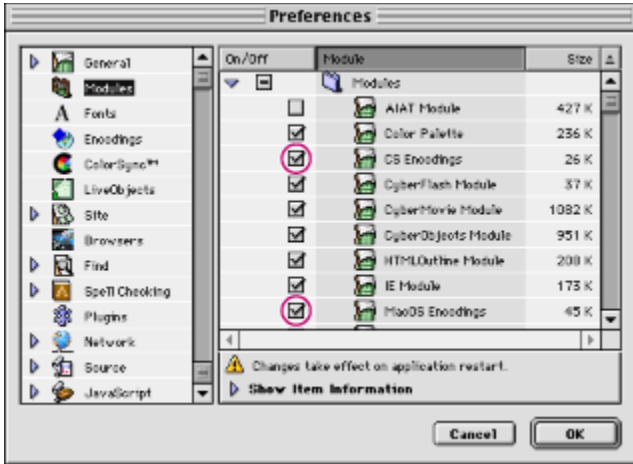 Preferences
General
Modules
Fonts
Encodings
ColorSync™
LiveObjects
Site
Browsers
Find
Spell Checking
Plugins
Network
Source
JavaScript
On/Off Module Size
Modules
AIAT Module 427 K
Color Palette 236 K
CS Encodings 26 K
CyberFlash Module 37 K
CyberMovie Module 1082 K
CyberObjects Module 951 K
HTMLOutline Module 208 K
IE Module 173 K
MacOS Encodings 45 K
Changes take effect on application restart.
Show Item Information
Cancel OK